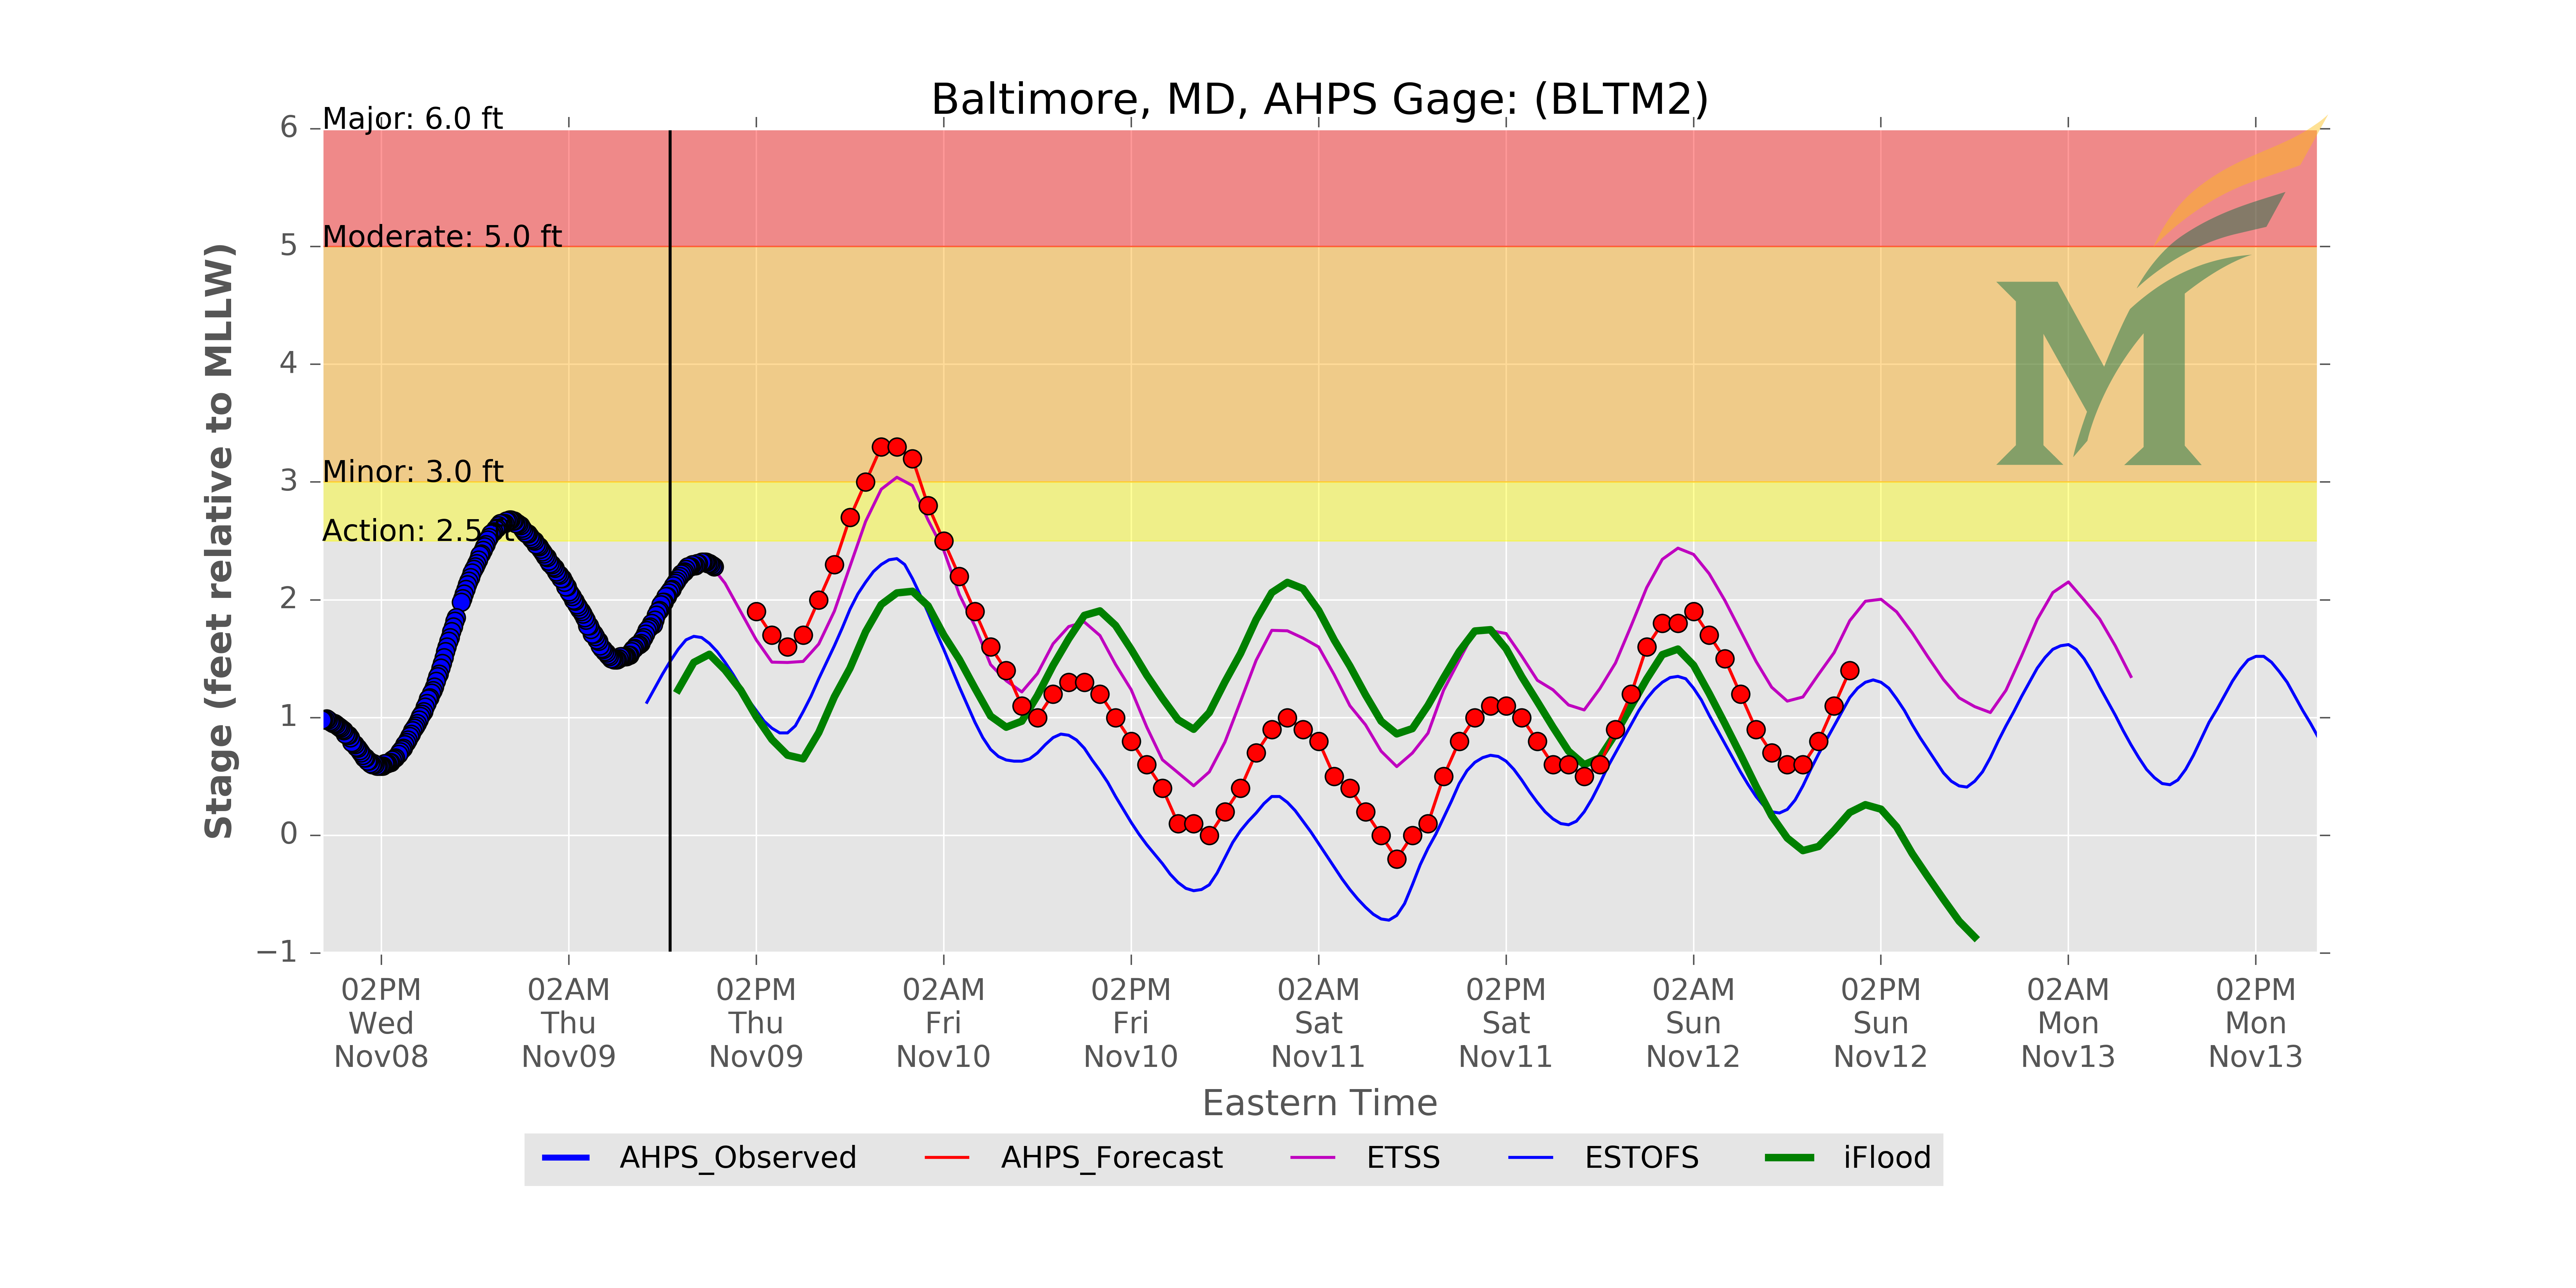 Baltimore, MD, AHPS Gage: (BLTM2)
Major: 6.0 ft
Moderate: 5.0 ft
Minor: 3.0 ft
Action: 2.5 ft
6
5
4
3
2
1
0
−1
Stage (feet relative to MLLW)
02PM 02AM 02PM 02AM 02PM 02AM 02PM 02AM 02PM 02AM 02PM
Wed Thu Thu Fri Fri Sat Sat Sun Sun Mon Mon
Nov08 Nov09 Nov09 Nov10 Nov10 Nov11 Nov11 Nov12 Nov12 Nov13 Nov13
Eastern Time
AHPS_Observed AHPS_Forecast ETSS ESTOFS iFlood
M